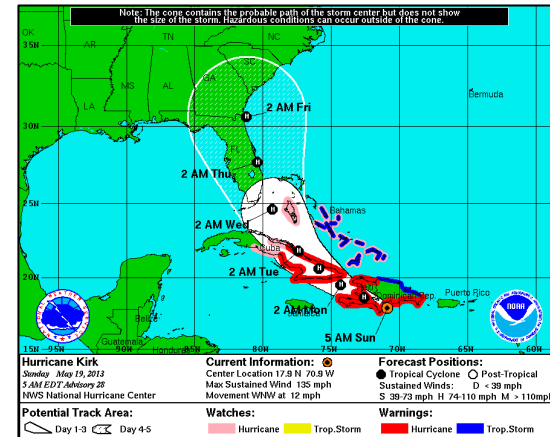 Note: The cone contains the probable path of the storm center but does not show
the size of the storm. Hazardous conditions can occur outside of the cone.
OK
AR
TN
NC
35N
SC
MS
AL
GA
LA
2 AM Fri
Bermuda
30N
FL
2 AM Thu
25N
Bahamas
2 AM Wed
Cuba
2 AM Tue
20N
Dominican Rep.
Puerto Rico
2 AM Mon
Jamaica
NOAA
Belize
5 AM Sun
Guatemala
Honduras
15N
95W
90W
85W
80W
75W
70W
65W
60W
Hurricane Kirk
Sunday May 19, 2013
5 AM EDT Advisory 28
NWS National Hurricane Center
Current Information:
Center Location 17.9 N 70.9 W
Max Sustained Wind 135 mph
Movement WNW at 12 mph
Forecast Positions:
Tropical Cyclone Post-Tropical
Sustained Winds: D < 39 mph
S 39-73 mph H 74-110 mph M > 110mph
Potential Track Area:
Day 1-3 Day 4-5
Watches:
Hurricane Trop.Storm
Warnings:
Hurricane Trop.Storm